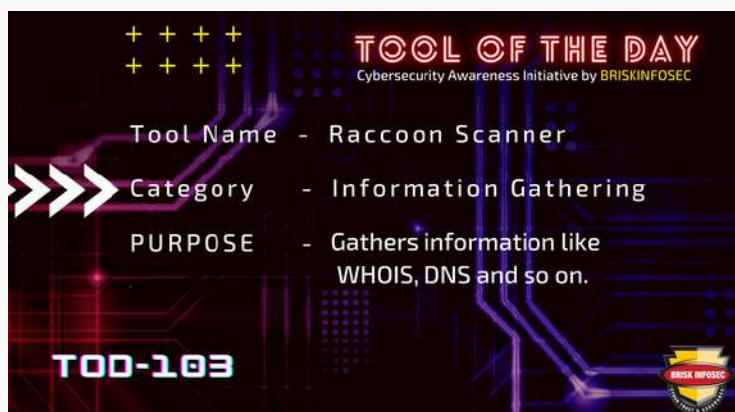 TOOL OF THE DAY
Cybersecurity Awareness Initiative by BRISKINFOSEC
Tool Name - Raccoon Scanner
Category - Information Gathering
PURPOSE - Gathers information like
WHOIS, DNS and so on.
TOD-103
BRISK INFOSEC